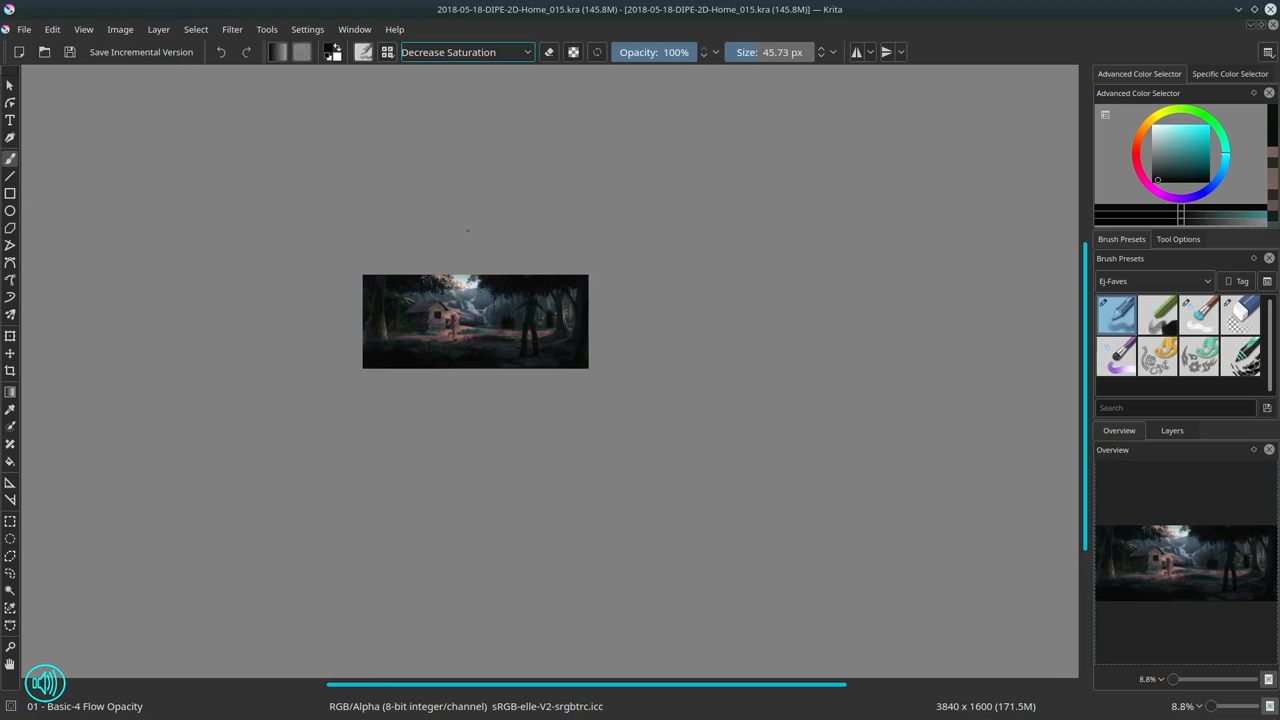 2018-05-18-DIPE-2D-Home_015.kra (145.8M) - [2018-05-18-DIPE-2D-Home_015.kra (145.8M)] — Krita
File Edit View Image Layer Select Filter Tools Settings Window Help
Save Incremental Version Decrease Saturation Opacity: 100% Size: 45.73 px
Advanced Color Selector Specific Color Selector
Advanced Color Selector
Brush Presets Tool Options
Brush Presets
Ej-Faves Tag
Search
Overview Layers
Overview
8.8%
01 - Basic-4 Flow Opacity RGB/Alpha (8-bit integer/channel) sRGB-elle-V2-srgbtrc.icc 3840 x 1600 (171.5M) 8.8%